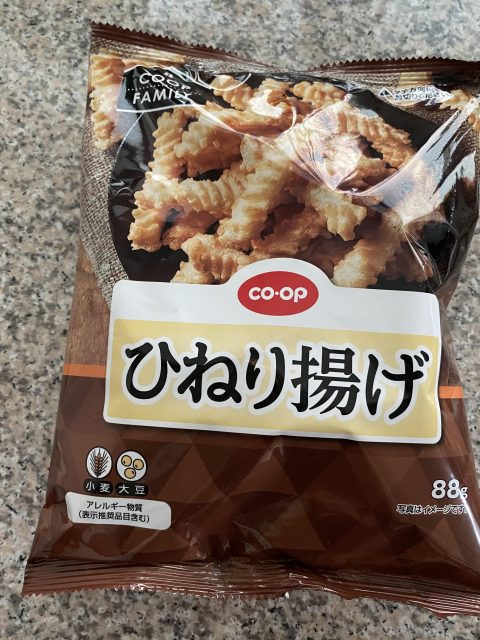 CO・OP
FAMILY
CO・OP
ひねり揚げ
小麦 大豆
アレルギー物質
(表示推奨品目含む)
88g
写真はイメージです。